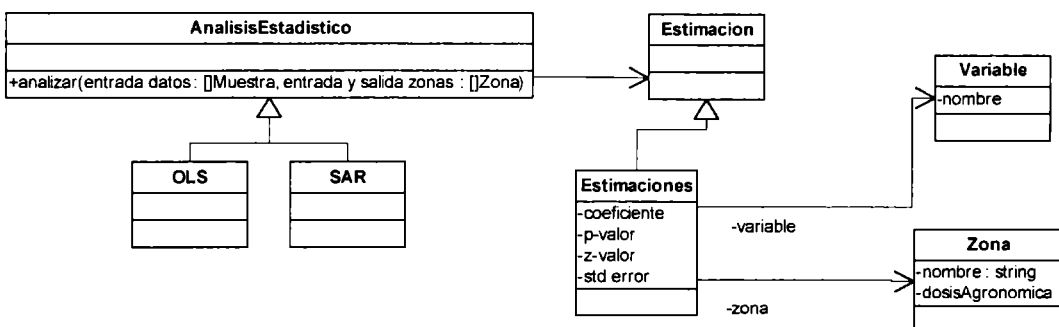 AnalisisEstadistico
+analizar(entrada datos : []Muestra, entrada y salida zonas : []Zona)
OLS
SAR
Estimacion
Estimaciones
-coeficiente
-p-valor
-z-valor
-std error
-variable
-zona
Variable
-nombre
Zona
-nombre : string
-dosisAgronomica